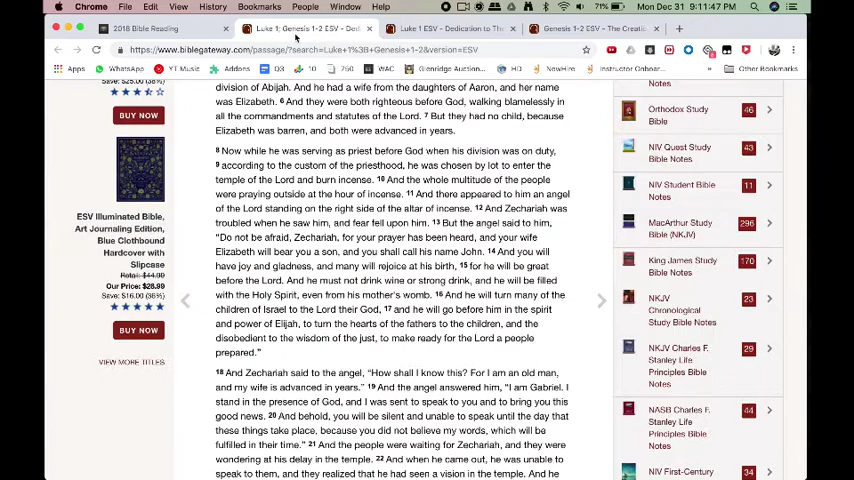 Chrome File Edit View History Bookmarks People Window Help
71% Mon Dec 31 9:11:47 PM
2018 Bible Reading
Luke 1; Genesis 1-2 ESV - Dedi
Luke 1 ESV - Dedication to The
Genesis 1-2 ESV - The Creati
https://www.biblegateway.com/passage/?search=Luke+1%3B+Genesis+1-2&version=ESV
Apps WhatsApp YT Music Addic Content 10 750 WAC Glenridge Auction... HD NewHire Instructor Onboar... Other Bookmarks
Save: $25.00 (36%)
BUY NOW
ESV Illuminated Bible,
Art Journaling Edition,
Blue Clothbound
Hardcover with
Slipcase
Retail: $44.99
Our Price: $28.99
Save: $16.00 (36%)
BUY NOW
VIEW MORE TITLES
division of Abijah. And he had a wife from the daughters of Aaron, and her name
was Elizabeth. 6 And they were both righteous before God, walking blamelessly in
all the commandments and statutes of the Lord. 7 But they had no child, because
Elizabeth was barren, and both were advanced in years.
8 Now while he was serving as priest before God when his division was on duty,
9 according to the custom of the priesthood, he was chosen by lot to enter the
temple of the Lord and burn incense. 10 And the whole multitude of the people
were praying outside at the hour of incense. 11 And there appeared to him an angel
of the Lord standing on the right side of the altar of incense. 12 And Zechariah was
troubled when he saw him, and fear fell upon him. 13 But the angel said to him,
“Do not be afraid, Zechariah, for your prayer has been heard, and your wife
Elizabeth will bear you a son, and you shall call his name John. 14 And you will
have joy and gladness, and many will rejoice at his birth, 15 for he will be great
before the Lord. And he must not drink wine or strong drink, and he will be filled
with the Holy Spirit, even from his mother's womb. 16 And he will turn many of the
children of Israel to the Lord their God, 17 and he will go before him in the spirit
and power of Elijah, to turn the hearts of the fathers to the children, and the
disobedient to the wisdom of the just, to make ready for the Lord a people
prepared.”
18 And Zechariah said to the angel, “How shall I know this? For I am an old man,
and my wife is advanced in years.” 19 And the angel answered him, “I am Gabriel. I
stand in the presence of God, and I was sent to speak to you and to bring you this
good news. 20 And behold, you will be silent and unable to speak until the day that
these things take place, because you did not believe my words, which will be
fulfilled in their time.” 21 And the people were waiting for Zechariah, and they were
wondering at his delay in the temple. 22 And when he came out, he was unable to
speak to them, and they realized that he had seen a vision in the temple. And he
Notes
Orthodox Study
Bible
46
NIV Quest Study
Bible Notes
43
NIV Student Bible
Notes
11
MacArthur Study
Bible (NKJV)
296
King James Study
Bible Notes
170
NKJV
Chronological
Study Bible Notes
23
NKJV Charles F.
Stanley Life
Principles Bible
Notes
29
NASB Charles F.
Stanley Life
Principles Bible
Notes
44
NIV First-Century
34